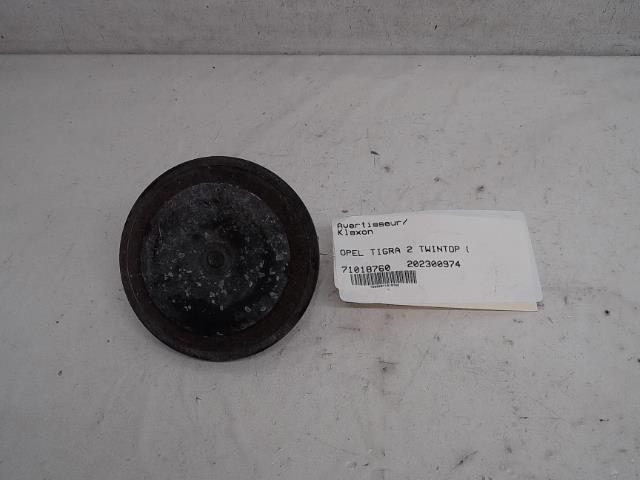 Avertisseur/
Klaxon
OPEL TIGRA 2 TWINTOP (
71018760 202300974